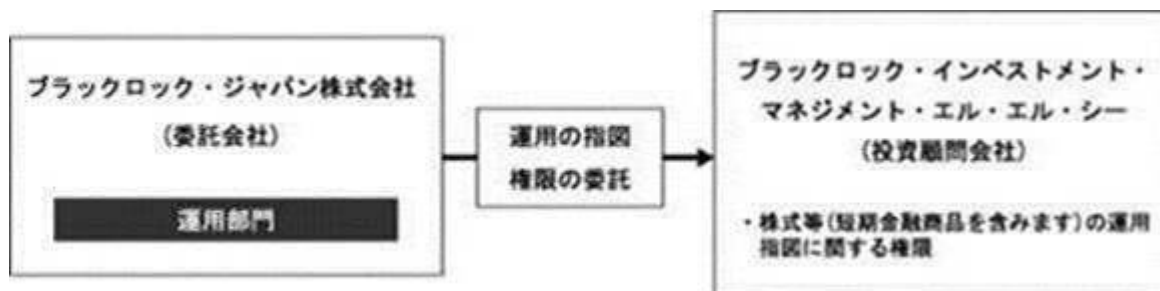 ブラックロック・ジャパン株式会社
(委託会社)
運用部門
運用の指図
権限の委託
ブラックロック・インベストメント・
マネジメント・エル・エル・シー
(投資顧問会社)
・株式等(短期金融商品を含みます)の運用
指図に関する権限